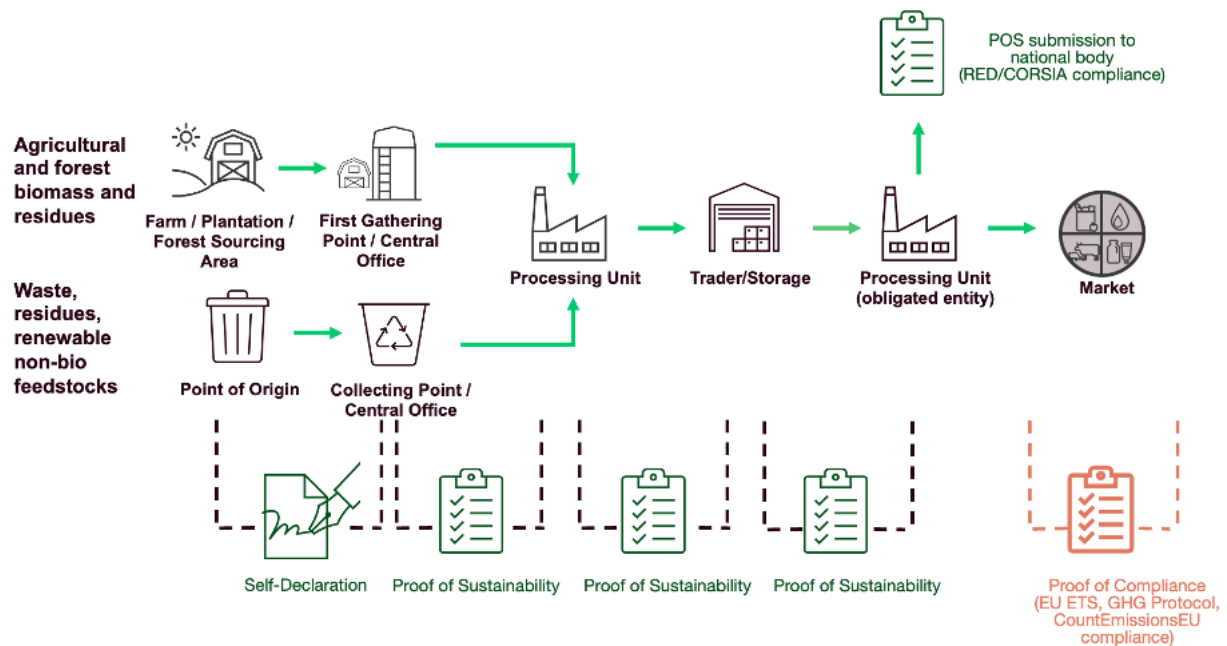 POS submission to
national body
(RED/CORSIA compliance)
Agricultural
and forest
biomass and
residues
Farm / Plantation /
Forest Sourcing
Area
First Gathering
Point / Central
Office
Processing Unit
Trader/Storage
Processing Unit
(obligated entity)
Market
Waste,
residues,
renewable
non-bio
feedstocks
Point of Origin
Collecting Point /
Central Office
Self-Declaration
Proof of Sustainability
Proof of Sustainability
Proof of Sustainability
Proof of Compliance
(EU ETS, GHG Protocol,
CountEmissionsEU
compliance)